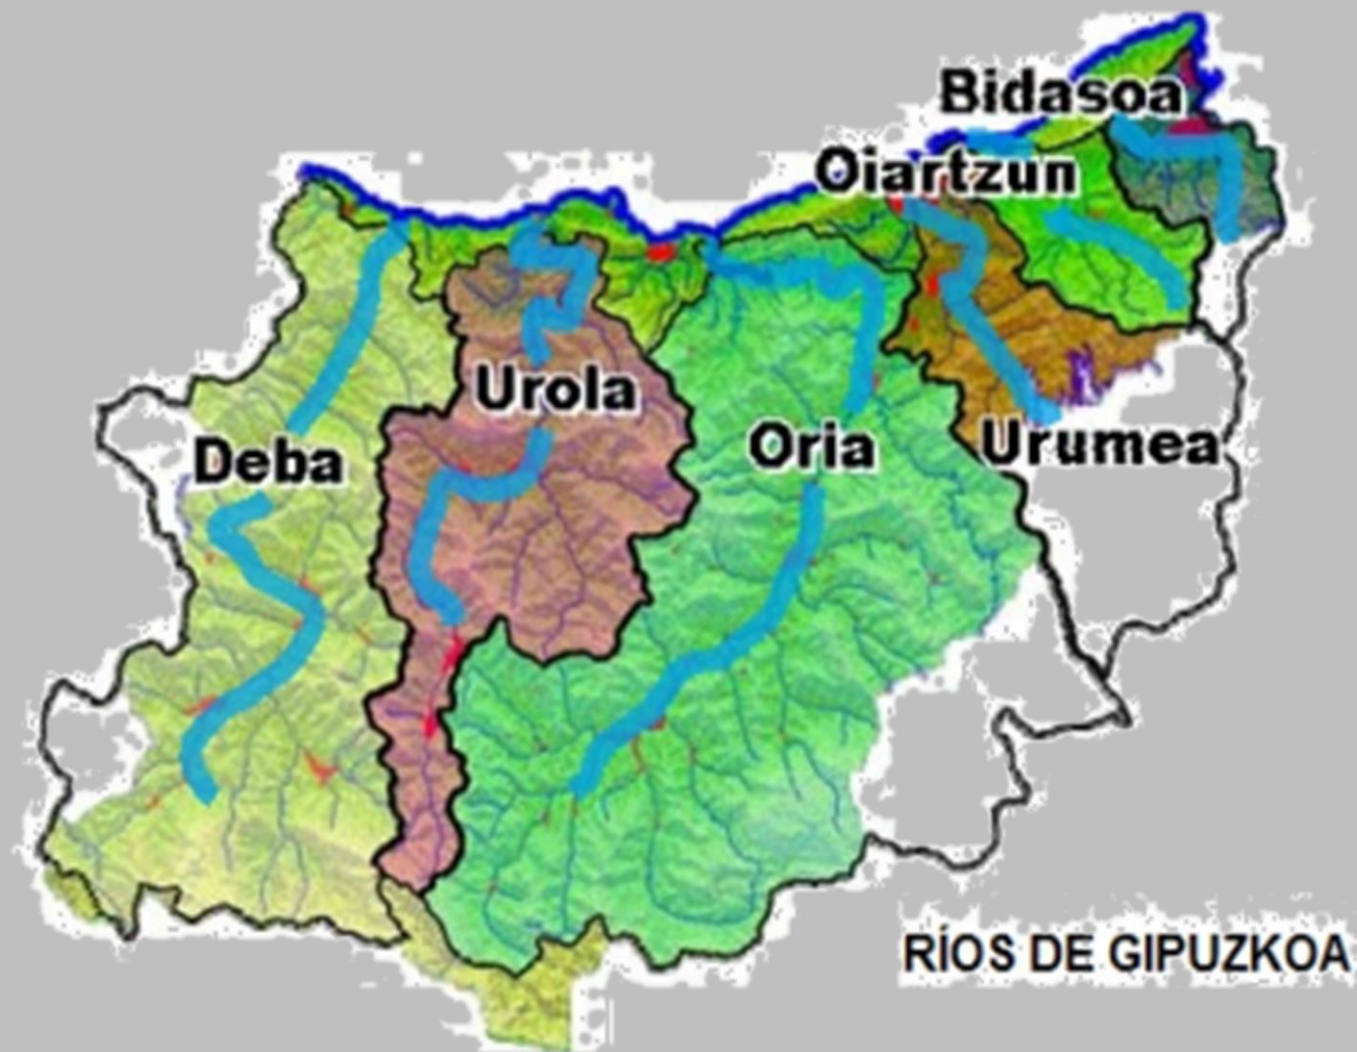 Bidasoa
Oiartzun
Urola
Deba
Oria
Urumea
RÍOS DE GIPUZKOA